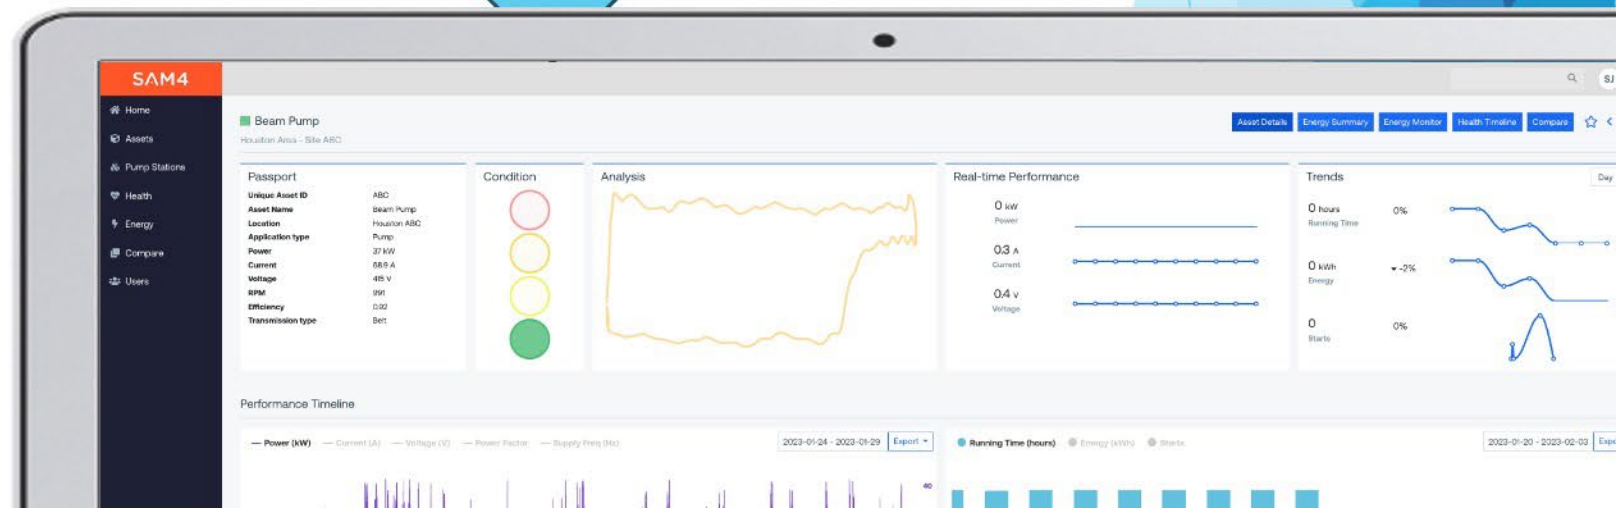 SAM4
SJ
Home
Assets
Pump Stations
Health
Energy
Compare
Users
Beam Pump
Houston Area - Site ABC
Asset Details
Energy Summary
Energy Monitor
Health Timeline
Compare
Passport
Unique Asset ID ABC
Asset Name Beam Pump
Location Houston ABC
Application type Pump
Power 37 kW
Current 68.9 A
Voltage 415 V
RPM 991
Efficiency 0.92
Transmission type Belt
Condition
Analysis
Real-time Performance
0 kW
Power
0.3 A
Current
0.4 V
Voltage
Trends
Day
0 hours 0%
Running Time
0 kWh -2%
Energy
0 0%
Starts
Performance Timeline
Power (kW) Current (A) Voltage (V) Power Factor Supply Freq (Hz)
2023-01-24 - 2023-01-29 Export
40
Running Time (hours) Energy (kWh) Starts
2023-01-20 - 2023-02-03 Expo